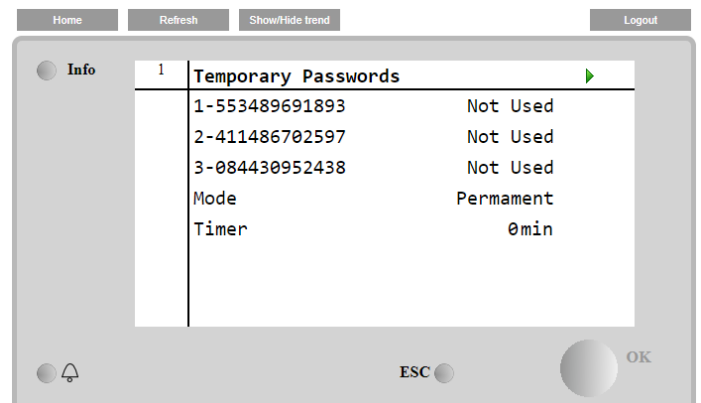 Home Refresh Show/Hide trend Logout
Info
1 Temporary Passwords
1-553489691893 Not Used
2-411486702597 Not Used
3-084430952438 Not Used
Mode Permament
Timer 0min
ESC OK